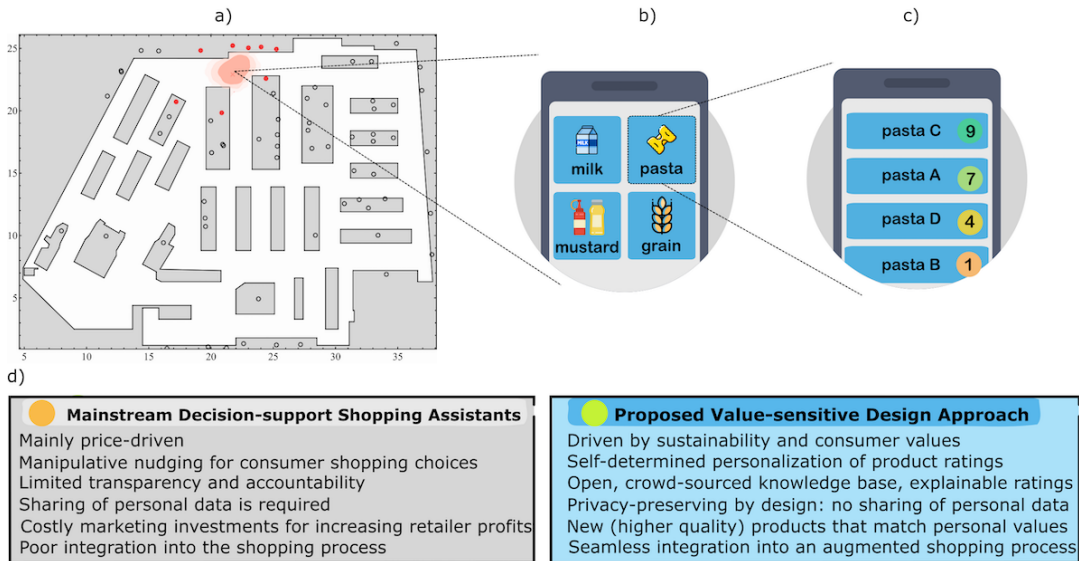 a)
b)
c)
25
20
15
10
5
5
10
15
20
25
30
35
MILK
milk
pasta
mustard
grain
pasta C 9
pasta A 7
pasta D 4
pasta B 1
d)
Mainstream Decision-support Shopping Assistants
Mainly price-driven
Manipulative nudging for consumer shopping choices
Limited transparency and accountability
Sharing of personal data is required
Costly marketing investments for increasing retailer profits
Poor integration into the shopping process
Proposed Value-sensitive Design Approach
Driven by sustainability and consumer values
Self-determined personalization of product ratings
Open, crowd-sourced knowledge base, explainable ratings
Privacy-preserving by design: no sharing of personal data
New (higher quality) products that match personal values
Seamless integration into an augmented shopping process